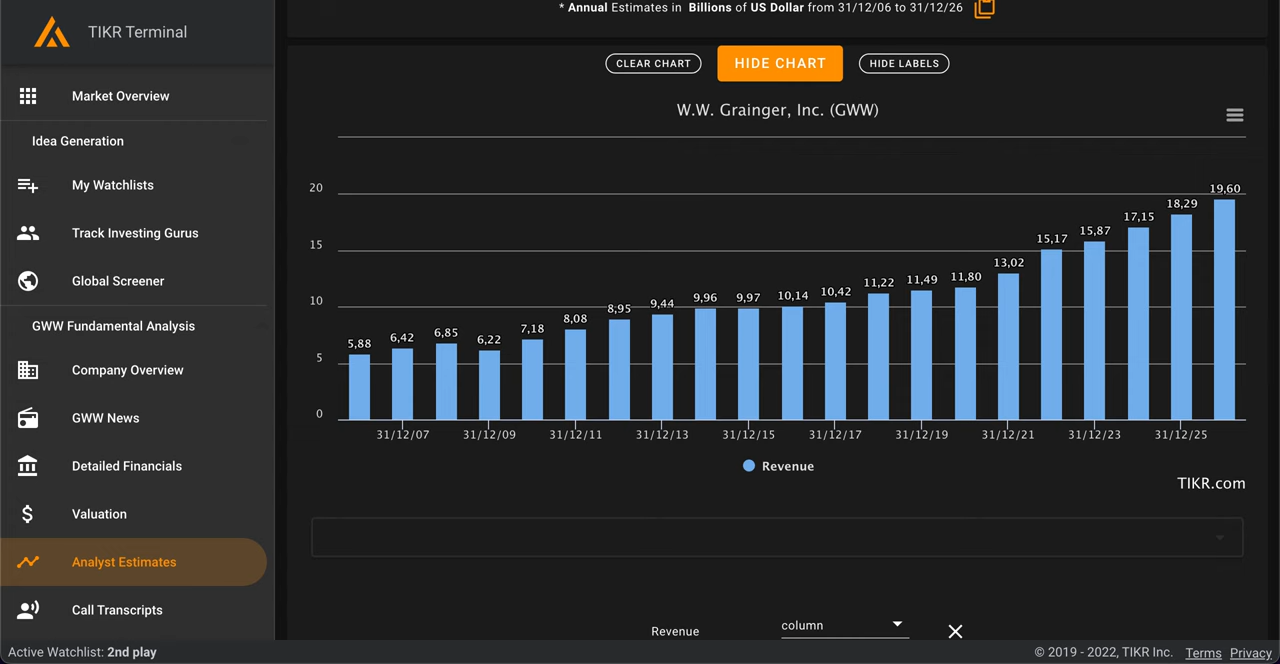 TIKR Terminal
Market Overview
Idea Generation
My Watchlists
Track Investing Gurus
Global Screener
GWW Fundamental Analysis
Company Overview
GWW News
Detailed Financials
Valuation
Analyst Estimates
Call Transcripts
* Annual Estimates in Billions of US Dollar from 31/12/06 to 31/12/26
CLEAR CHART
HIDE CHART
HIDE LABELS
W.W. Grainger, Inc. (GWW)
20
15
10
5
0
5,88
6,42
6,85
6,22
7,18
8,08
8,95
9,44
9,96
9,97
10,14
10,42
11,22
11,49
11,80
13,02
15,17
15,87
17,15
18,29
19,60
31/12/07
31/12/09
31/12/11
31/12/13
31/12/15
31/12/17
31/12/19
31/12/21
31/12/23
31/12/25
Revenue
TIKR.com
Revenue
column
Active Watchlist: 2nd play
© 2019 - 2022, TIKR Inc. Terms Privacy